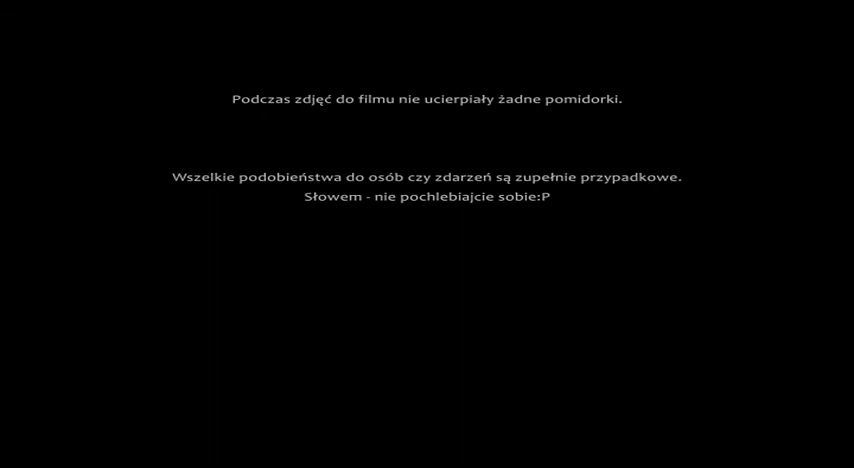 Podczas zdjęć do filmu nie ucierpiały żadne pomidorki.
Wszelkie podobieństwa do osób czy zdarzeń są zupełnie przypadkowe.
Słowem - nie pochlebiajcie sobie:P